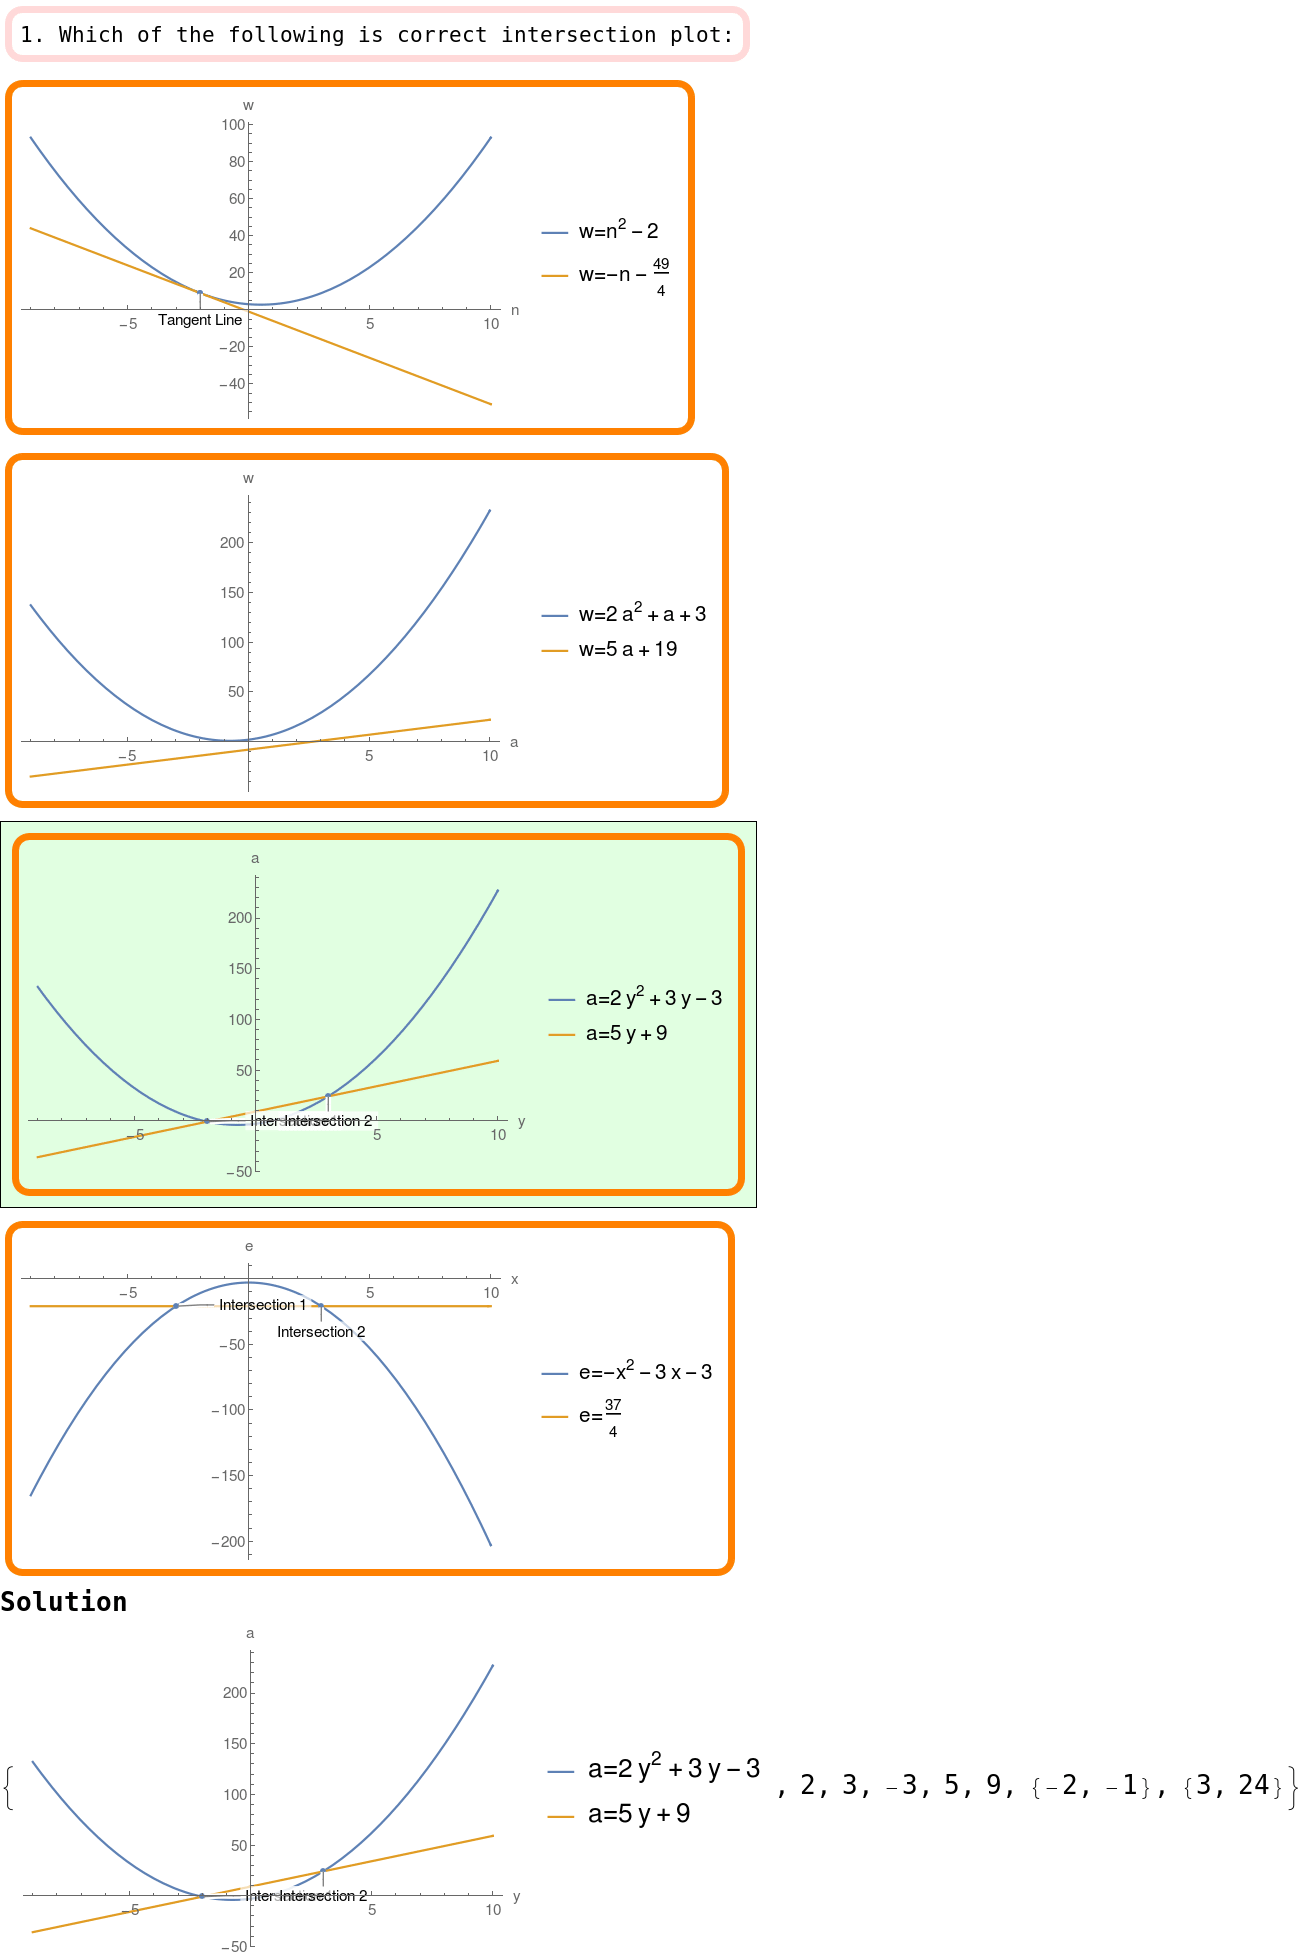 1. Which of the following is correct intersection plot:
w
100
80
60
40
20
−20
−40
−5
5
10
n
Tangent Line
w=n² − 2
w=−n − 49/4
w
200
150
100
50
−5
5
10
a
w=2 a² + a + 3
w=5 a + 19
a
200
150
100
50
−50
−5
5
10
y
Inter
Intersection 2
a=2 y² + 3 y − 3
a=5 y + 9
e
−5
5
10
x
Intersection 1
Intersection 2
−50
−100
−150
−200
e=−x² − 3 x − 3
e=37/4
Solution
a
200
150
100
50
−50
−5
5
10
y
Inter
Intersection 2
a=2 y² + 3 y − 3
a=5 y + 9
{ , 2, 3, −3, 5, 9, {−2, −1}, {3, 24}}